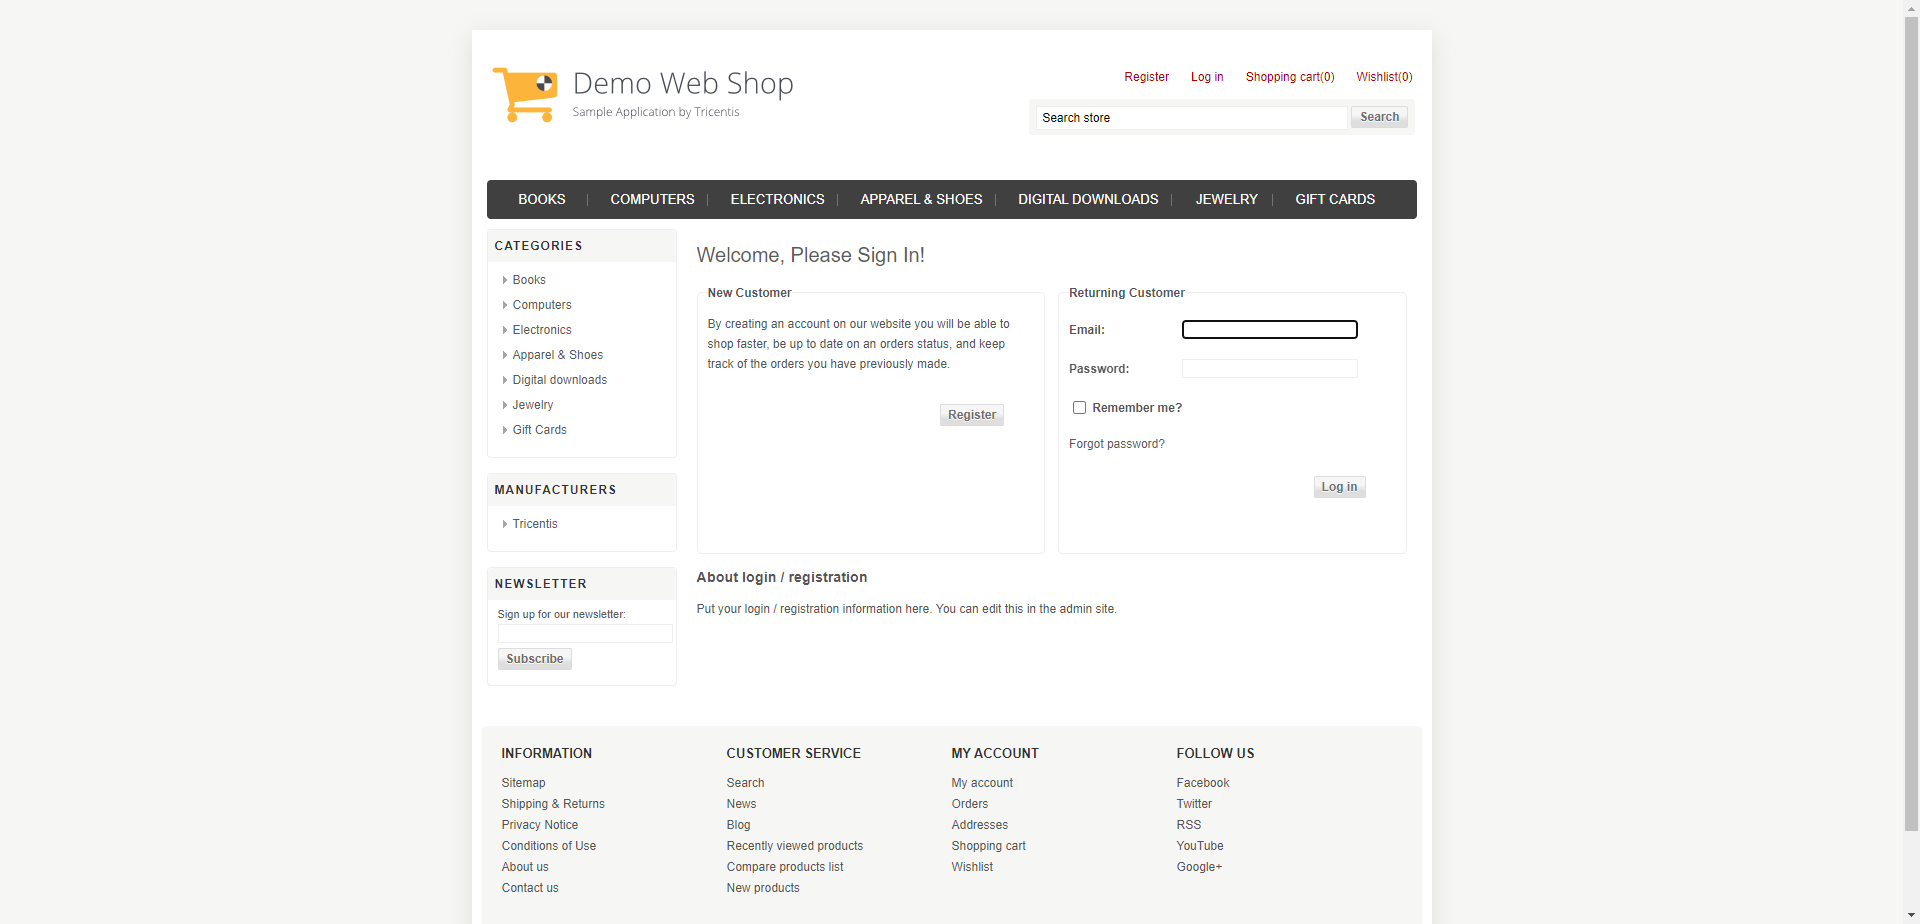 Demo Web Shop
Sample Application by Tricentis
Register Log in Shopping cart(0) Wishlist(0)
Search store Search
BOOKS COMPUTERS ELECTRONICS APPAREL & SHOES DIGITAL DOWNLOADS JEWELRY GIFT CARDS
CATEGORIES
Books
Computers
Electronics
Apparel & Shoes
Digital downloads
Jewelry
Gift Cards
MANUFACTURERS
Tricentis
NEWSLETTER
Sign up for our newsletter:
Subscribe
Welcome, Please Sign In!
New Customer
By creating an account on our website you will be able to
shop faster, be up to date on an orders status, and keep
track of the orders you have previously made.
Register
Returning Customer
Email:
Password:
Remember me?
Forgot password?
Log in
About login / registration
Put your login / registration information here. You can edit this in the admin site.
INFORMATION
Sitemap
Shipping & Returns
Privacy Notice
Conditions of Use
About us
Contact us
CUSTOMER SERVICE
Search
News
Blog
Recently viewed products
Compare products list
New products
MY ACCOUNT
My account
Orders
Addresses
Shopping cart
Wishlist
FOLLOW US
Facebook
Twitter
RSS
YouTube
Google+